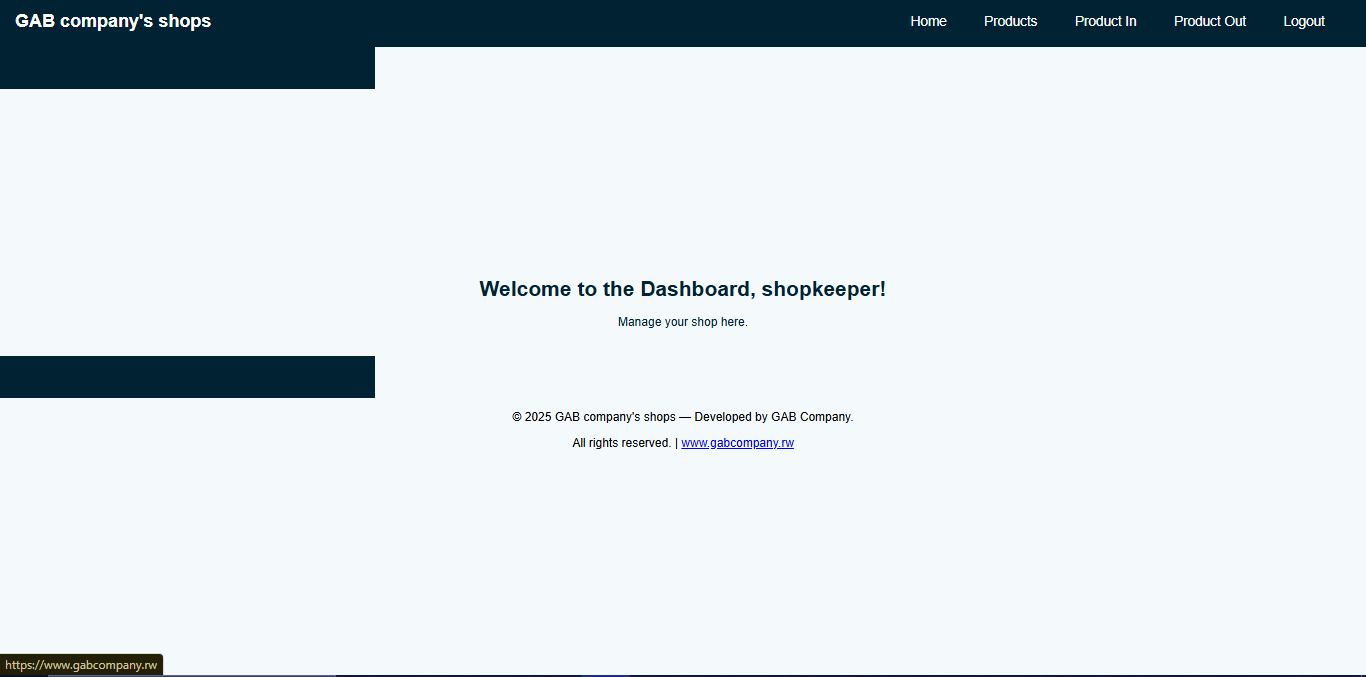 GAB company's shops
Home Products Product In Product Out Logout
Welcome to the Dashboard, shopkeeper!
Manage your shop here.
© 2025 GAB company's shops — Developed by GAB Company.
All rights reserved. | www.gabcompany.rw
https://www.gabcompany.rw